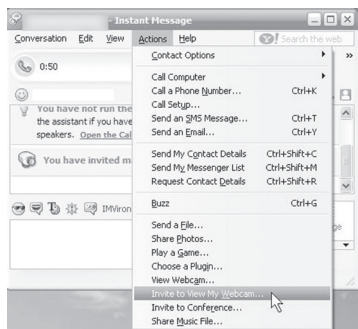 - Instant Message
Conversation Edit View Actions Help Search the web
0:50
You have not run the
the assistant if you have
speakers. Open the Cal
You have invited m
IMViron
Contact Options
Call Computer
Call a Phone Number... Ctrl+K
Call Setup...
Send an SMS Message... Ctrl+T
Send an Email... Ctrl+Y
Send My Contact Details Ctrl+Shift+C
Send My Messenger List Ctrl+Shift+M
Request Contact Details Ctrl+Shift+R
Buzz Ctrl+G
Send a File...
Share Photos...
Play a Game...
Choose a Plugin...
View Webcam...
Invite to View My Webcam...
Invite to Conference...
Share Music File...